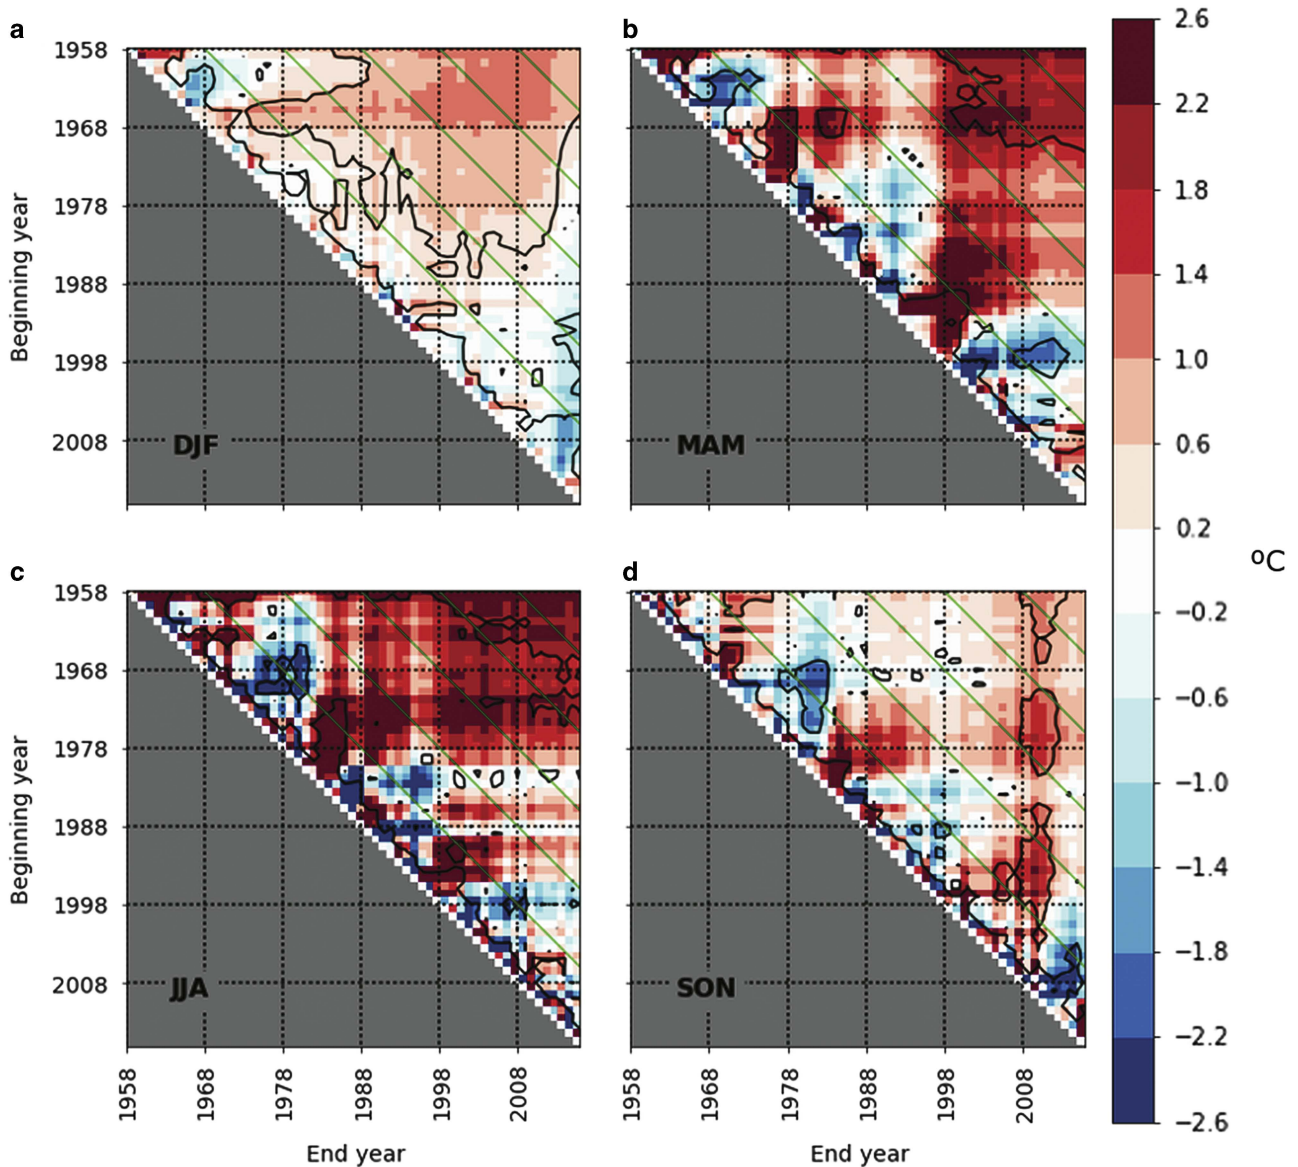 a
b
1958
1968
1978
1988
1998
2008
Beginning year
DJF
MAM
c
d
1958
1968
1978
1988
1998
2008
Beginning year
JJA
SON
1958
1968
1978
1988
1998
2008
End year
1958
1968
1978
1988
1998
2008
End year
2.6
2.2
1.8
1.4
1.0
0.6
0.2
−0.2
−0.6
−1.0
−1.4
−1.8
−2.2
−2.6
ºC